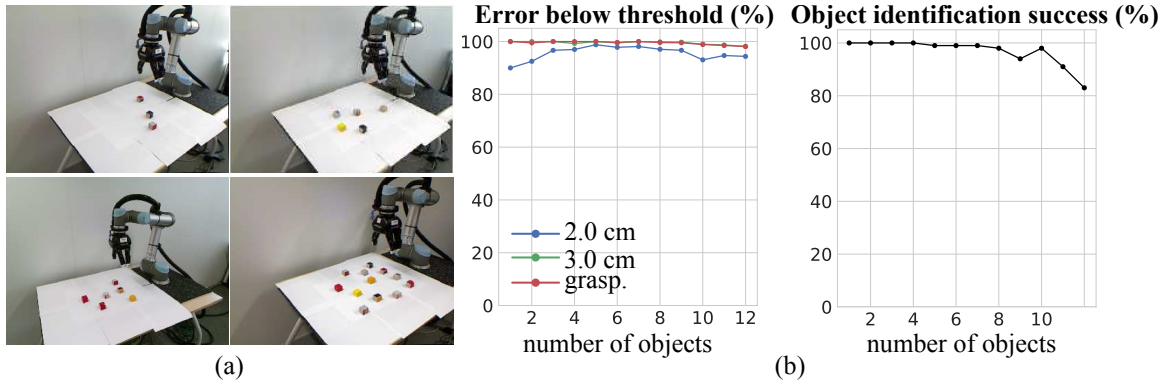 Error below threshold (%)
100
80
60
40
20
0
2.0 cm
3.0 cm
grasp.
2 4 6 8 10 12
number of objects
Object identification success (%)
100
80
60
40
20
0
2 4 6 8 10
number of objects
(a)
(b)